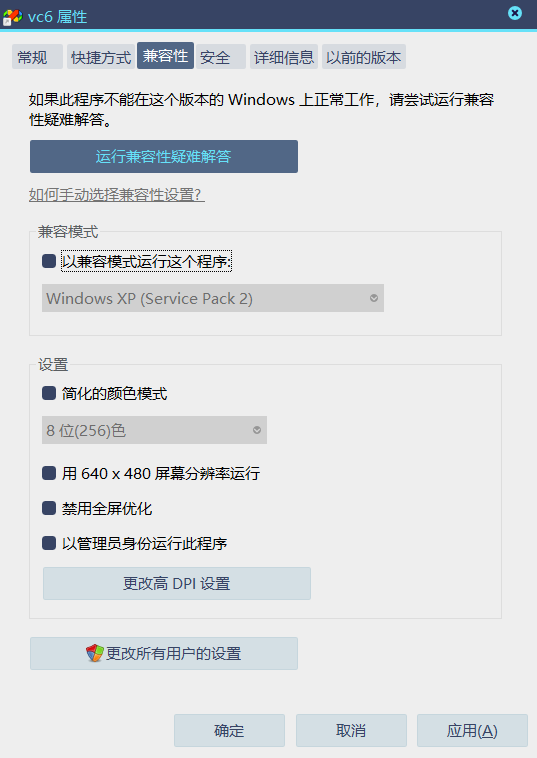 vc6 属性
常规 快捷方式 兼容性 安全 详细信息 以前的版本
如果此程序不能在这个版本的 Windows 上正常工作，请尝试运行兼容
性疑难解答。
运行兼容性疑难解答
如何手动选择兼容性设置？
兼容模式
以兼容模式运行这个程序:
Windows XP (Service Pack 2)
设置
简化的颜色模式
8 位(256)色
用 640 x 480 屏幕分辨率运行
禁用全屏优化
以管理员身份运行此程序
更改高 DPI 设置
更改所有用户的设置
确定 取消 应用(A)